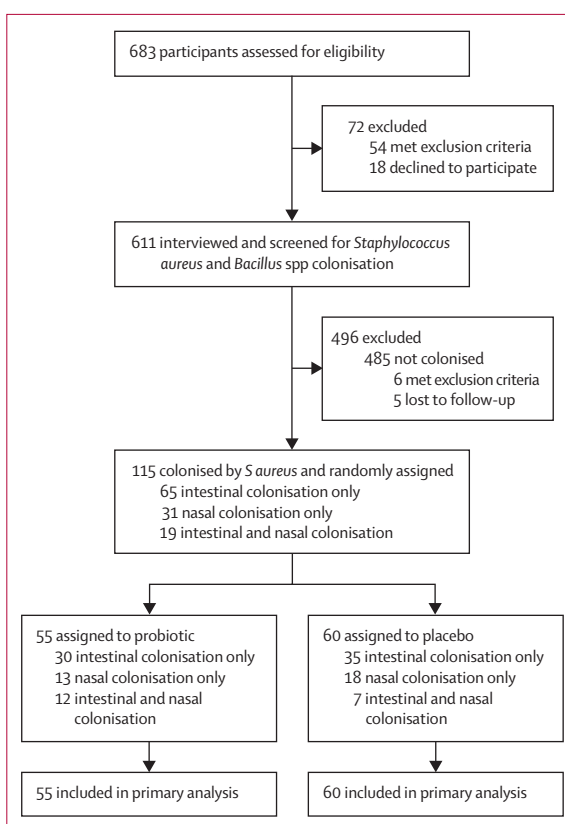 683 participants assessed for eligibility
72 excluded
54 met exclusion criteria
18 declined to participate
611 interviewed and screened for Staphylococcus
aureus and Bacillus spp colonisation
496 excluded
485 not colonised
6 met exclusion criteria
5 lost to follow-up
115 colonised by S aureus and randomly assigned
65 intestinal colonisation only
31 nasal colonisation only
19 intestinal and nasal colonisation
55 assigned to probiotic
30 intestinal colonisation only
13 nasal colonisation only
12 intestinal and nasal
colonisation
60 assigned to placebo
35 intestinal colonisation only
18 nasal colonisation only
7 intestinal and nasal
colonisation
55 included in primary analysis
60 included in primary analysis